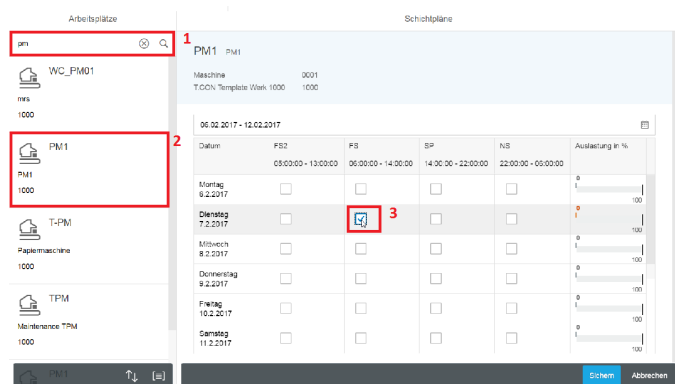 Arbeitsplätze
Schichtpläne
pm
1
WC_PM01
mrs
1000
2
PM1
PM1
1000
T-PM
Papiermaschine
1000
TPM
Maintenance TPM
1000
PM1
PM1 PM1
Maschine 0001
T.CON Template Werk 1000 1000
06.02.2017 - 12.02.2017
Datum FS2 FS SP NS Auslastung in %
05:00:00 - 13:00:00 06:00:00 - 14:00:00 14:00:00 - 22:00:00 22:00:00 - 06:00:00
Montag 0
6.2.2017 100
Dienstag 3 0
7.2.2017 100
Mittwoch 0
8.2.2017 100
Donnerstag 0
9.2.2017 100
Freitag 0
10.2.2017 100
Samstag 0
11.2.2017 100
Sichern Abbrechen